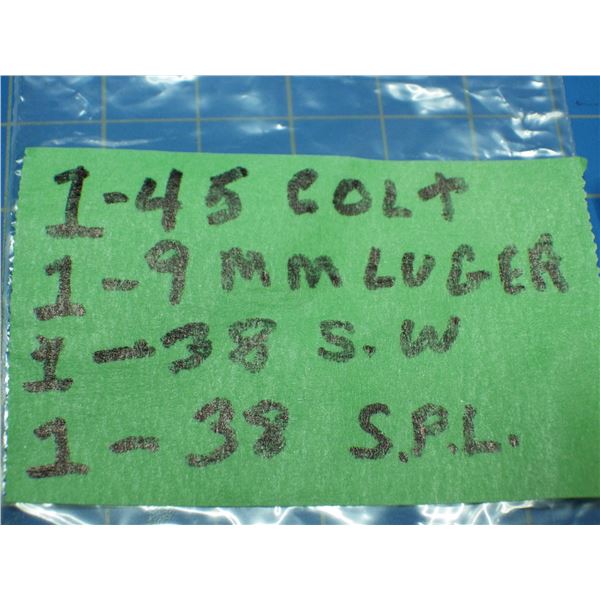 1-45 COLT
1-9 MM LUGER
1-38 S.W
1-38 S.P.L.